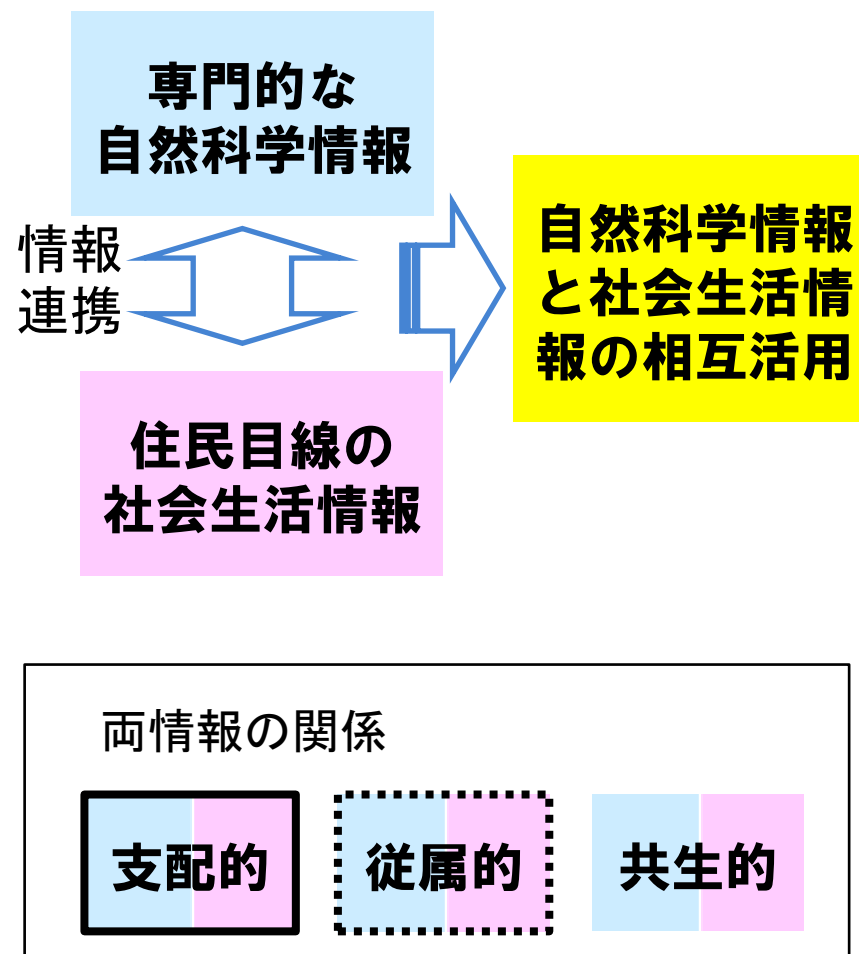 専門的な
自然科学情報
情報
連携
自然科学情報
と社会生活情
報の相互活用
住民目線の
社会生活情報
両情報の関係
支配的
従属的
共生的